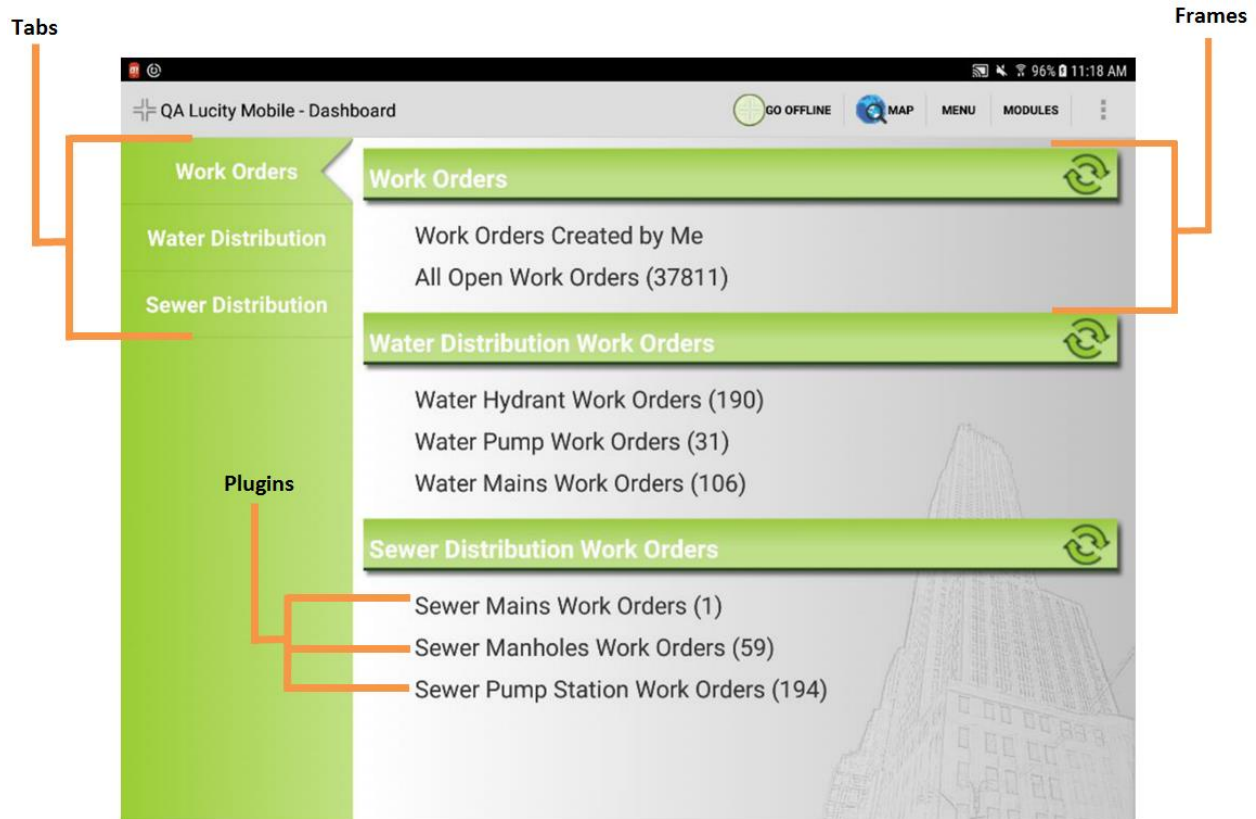 Tabs
Frames
96% 11:18 AM
QA Lucity Mobile - Dashboard
GO OFFLINE
MAP
MENU
MODULES
Work Orders
Water Distribution
Sewer Distribution
Work Orders
Work Orders Created by Me
All Open Work Orders (37811)
Water Distribution Work Orders
Water Hydrant Work Orders (190)
Water Pump Work Orders (31)
Water Mains Work Orders (106)
Plugins
Sewer Distribution Work Orders
Sewer Mains Work Orders (1)
Sewer Manholes Work Orders (59)
Sewer Pump Station Work Orders (194)